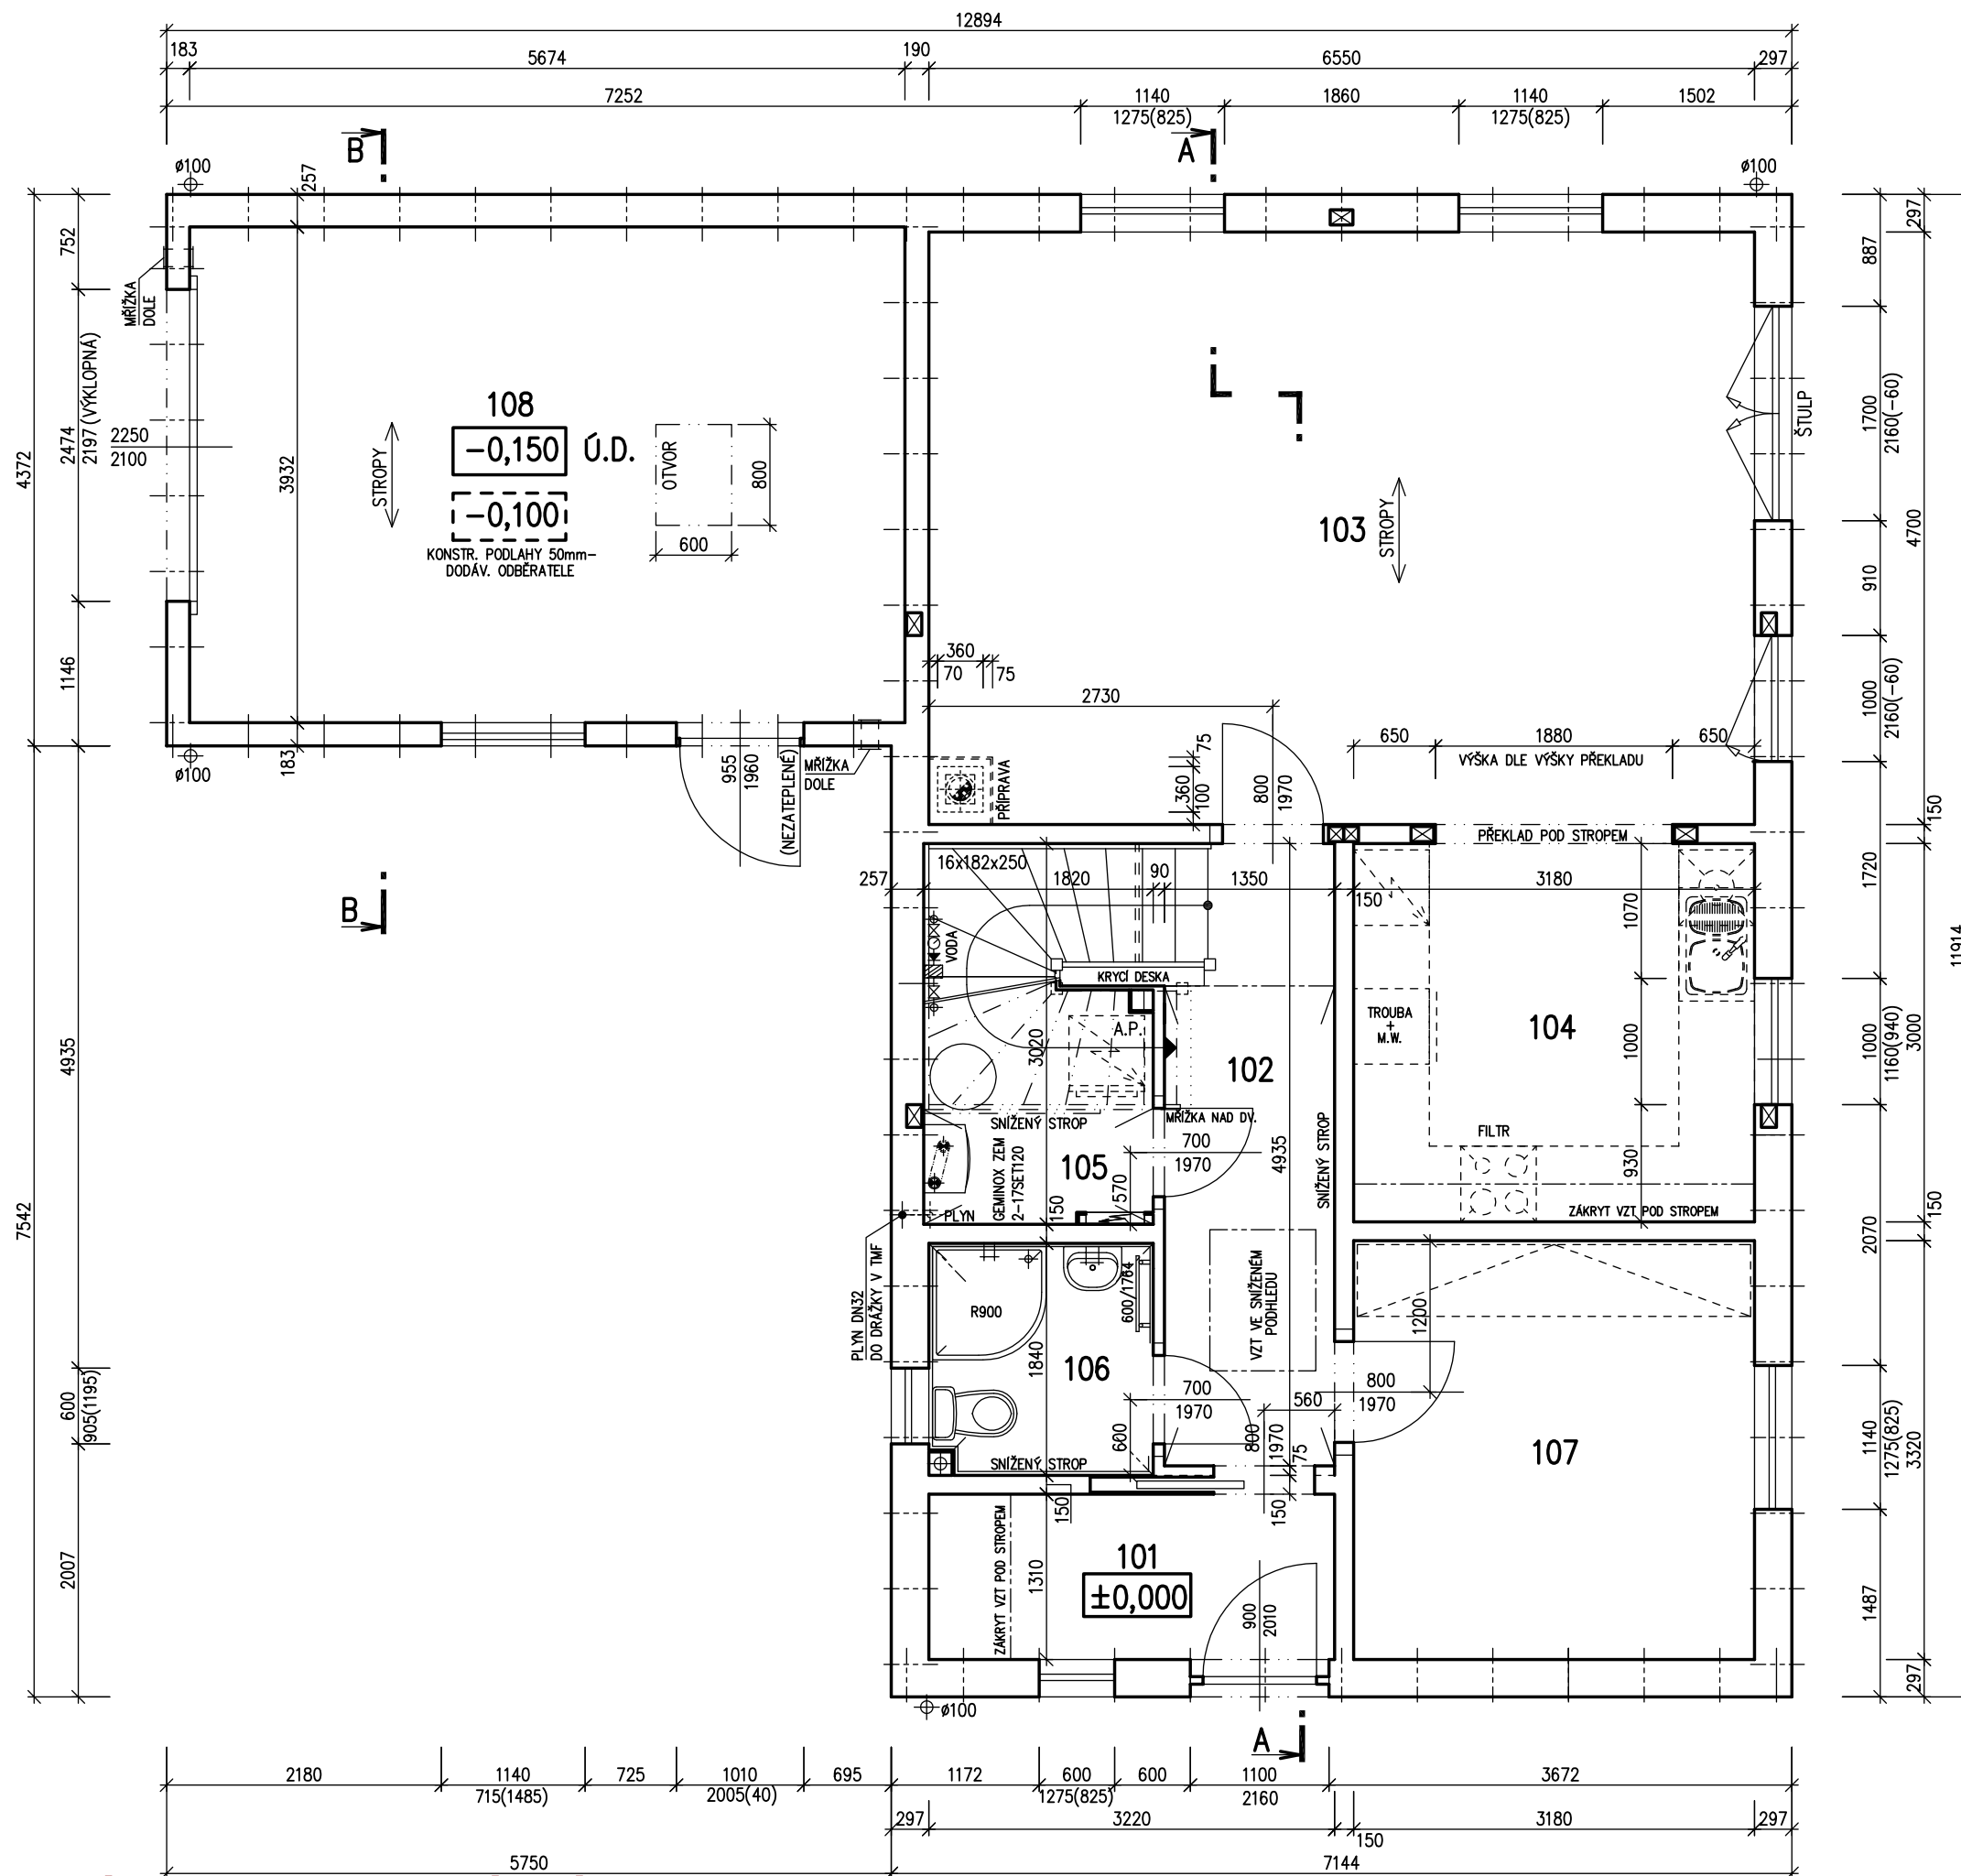 12894
183
5674
190
6550
297
7252
1140
1275(825)
1860
1140
1275(825)
1502
B
A
ø100
257
ø100
4372
752
2474
2197 (VÝKLOPNÁ)
1146
MŘÍŽKA
DOLE
2250
2100
3932
STROPY
108
-0,150 Ú.D.
-0,100
KONSTR. PODLAHY 50mm-
DODÁV. ODBĚRATELE
OTVOR
800
600
103
STROPY
297
887
1700
2160(-60)
ŠTULP
4700
910
1000
2160(-60)
150
360
70
75
2730
650
1880
650
VÝŠKA DLE VÝŠKY PŘEKLADU
PŘÍPRAVA
75
360
100
800
1970
PŘEKLAD POD STROPEM
ø100
183
955
1960
(NEZATEPLENÉ)
MŘÍŽKA
DOLE
B
16x182x250
257
1820
90
1350
150
3180
1720
1070
11914
VODA
KRYCÍ DESKA
A.P.
3020
102
TROUBA
+
M.W.
104
1000
1000
1160(940)
3000
4935
7542
SNÍŽENÝ STROP
MŘÍŽKA NAD DV.
700
1970
4935
SNÍŽENÝ STROP
FILTR
930
ZÁKRYT VZT POD STROPEM
150
105
GEMINOX ZEM
2-17SET120
150
570
PLYN
PLYN DN32
DO DRÁŽKY V TMF
2070
R900
600/1764
VZT VE SNÍŽENÉM
PODHLEDU
1200
1840
106
700
1970
560
800
1970
600
905(1195)
600
800
1970
75
SNÍŽENÝ STROP
107
1140
1275(825)
3320
150
150
2007
ZÁKRYT VZT POD STROPEM
1310
101
±0,000
900
2010
1487
297
ø100
A
2180
1140
715(1485)
725
1010
2005(40)
695
1172
600
1275(825)
600
1100
2160
3672
297
3220
150
3180
297
5750
7144